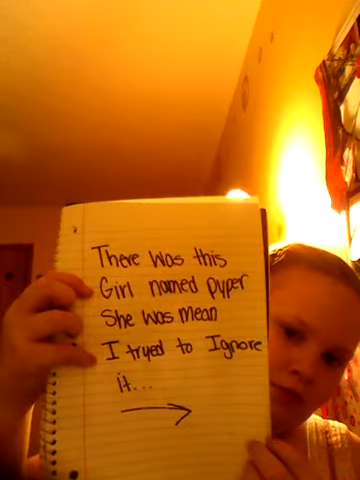 There was this
Girl named pyper
She was mean
I tryed to Ignore
it...